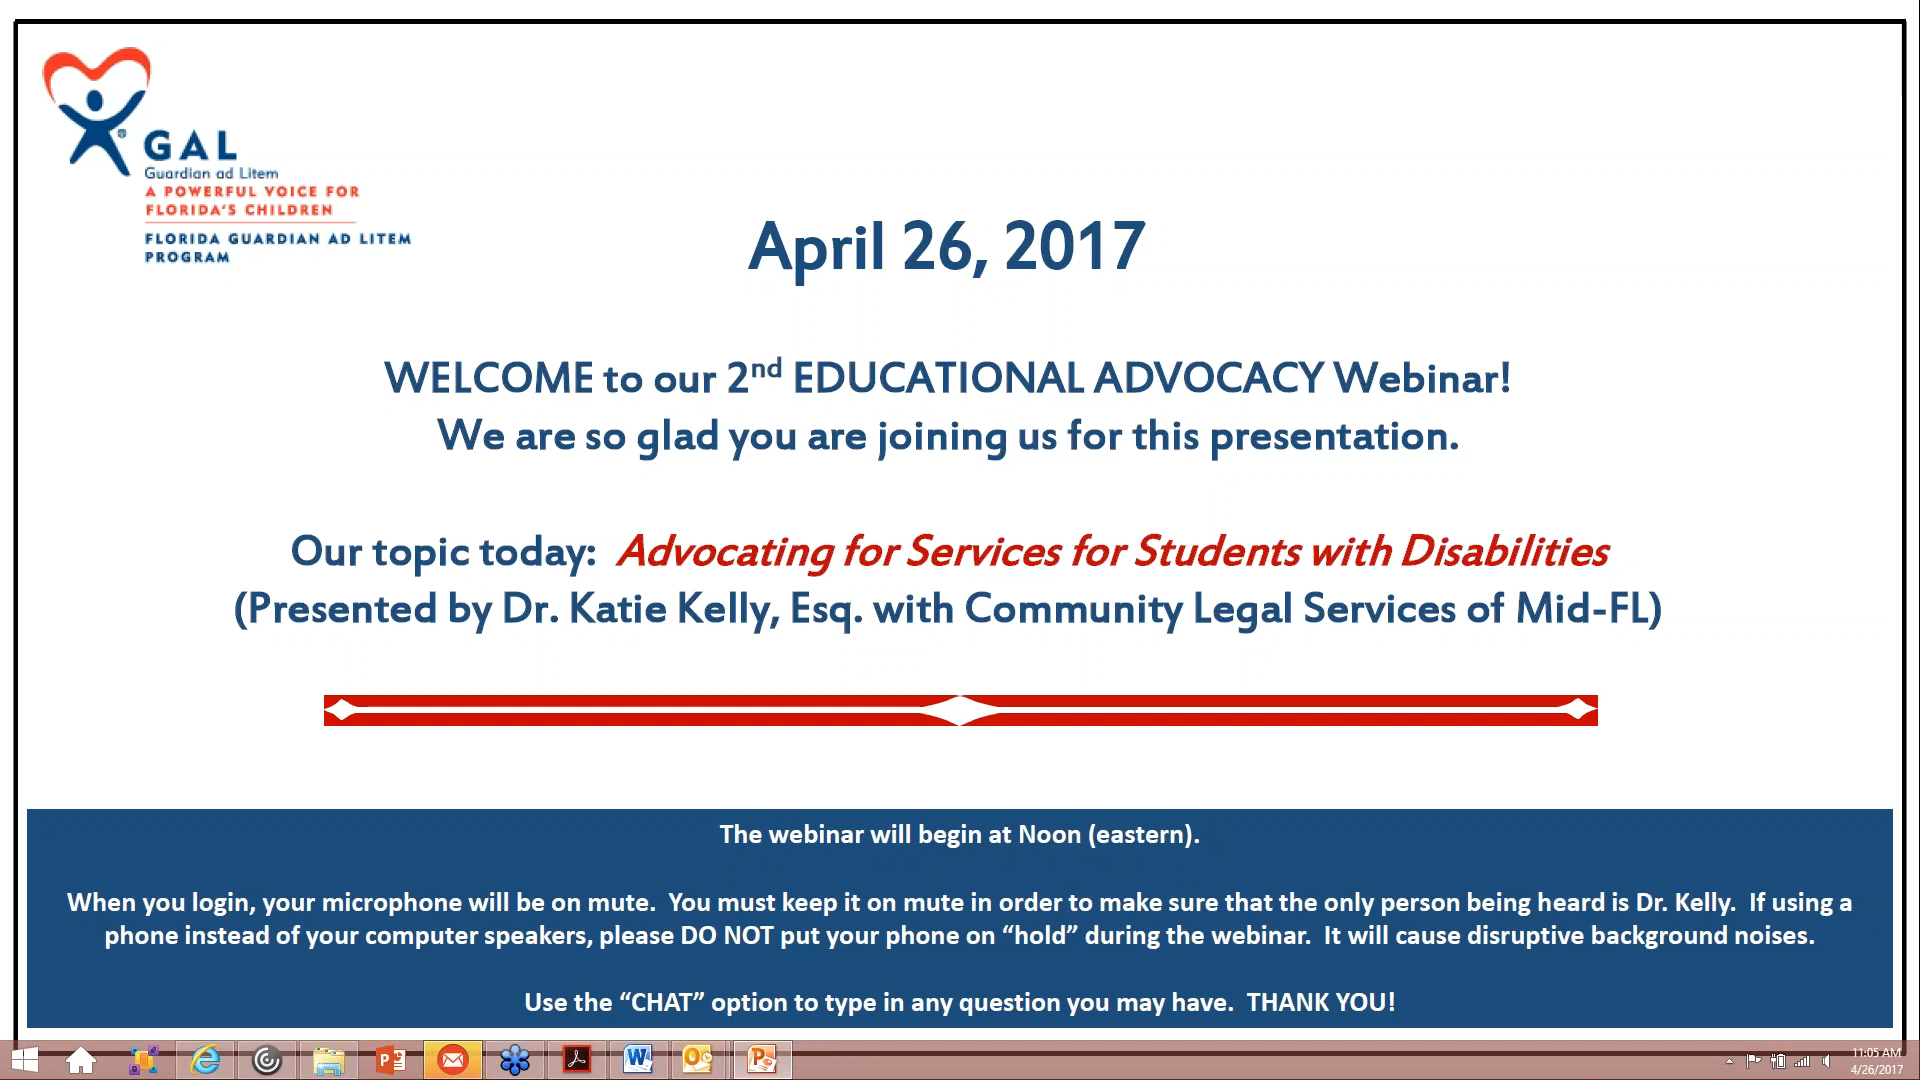 GAL
Guardian ad Litem
A POWERFUL VOICE FOR
FLORIDA'S CHILDREN
FLORIDA GUARDIAN AD LITEM
PROGRAM
April 26, 2017
WELCOME to our 2nd EDUCATIONAL ADVOCACY Webinar!
We are so glad you are joining us for this presentation.
Our topic today: Advocating for Services for Students with Disabilities
(Presented by Dr. Katie Kelly, Esq. with Community Legal Services of Mid-FL)
The webinar will begin at Noon (eastern).
When you login, your microphone will be on mute. You must keep it on mute in order to make sure that the only person being heard is Dr. Kelly. If using a
phone instead of your computer speakers, please DO NOT put your phone on “hold” during the webinar. It will cause disruptive background noises.
Use the “CHAT” option to type in any question you may have. THANK YOU!
11:05 AM
4/26/2017